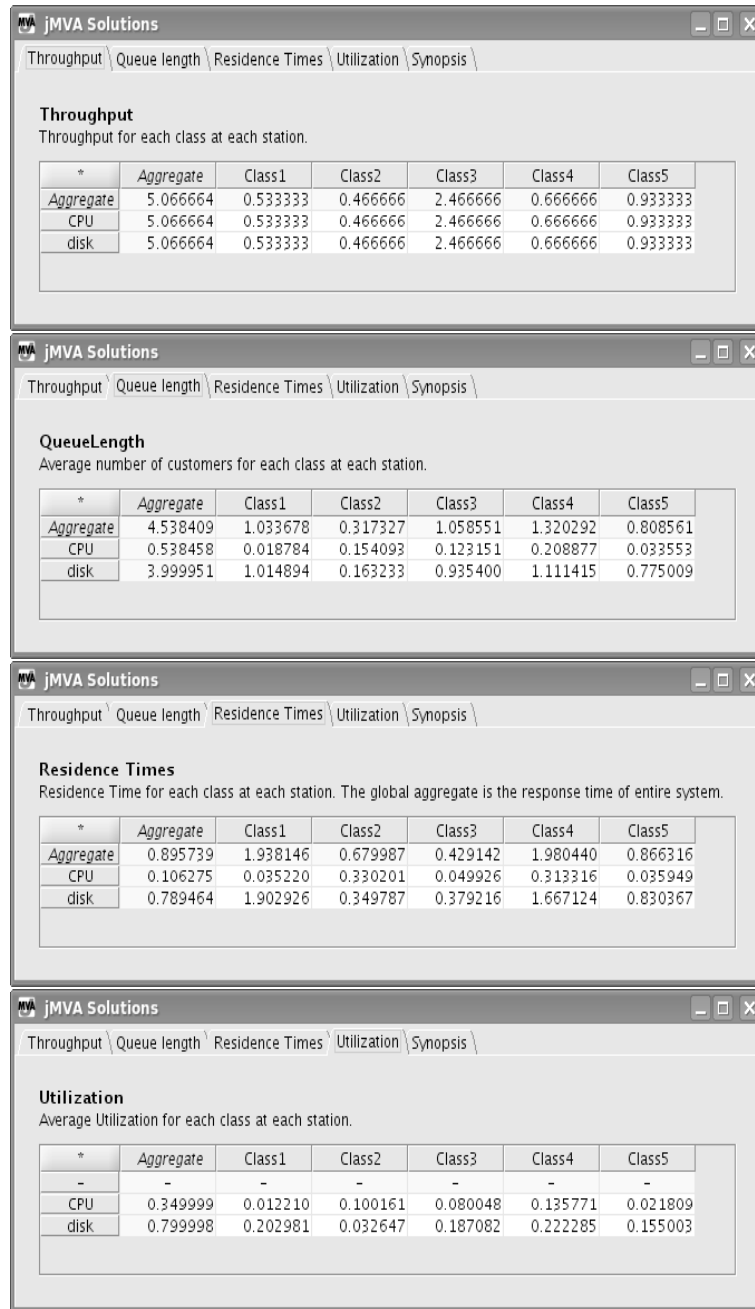 MVA jMVA Solutions
Throughput Queue length Residence Times Utilization Synopsis
Throughput
Throughput for each class at each station.
* Aggregate Class1 Class2 Class3 Class4 Class5
Aggregate 5.066664 0.533333 0.466666 2.466666 0.666666 0.933333
CPU 5.066664 0.533333 0.466666 2.466666 0.666666 0.933333
disk 5.066664 0.533333 0.466666 2.466666 0.666666 0.933333
MVA jMVA Solutions
Throughput Queue length Residence Times Utilization Synopsis
QueueLength
Average number of customers for each class at each station.
* Aggregate Class1 Class2 Class3 Class4 Class5
Aggregate 4.538409 1.033678 0.317327 1.058551 1.320292 0.808561
CPU 0.538458 0.018784 0.154093 0.123151 0.208877 0.033553
disk 3.999951 1.014894 0.163233 0.935400 1.111415 0.775009
MVA jMVA Solutions
Throughput Queue length Residence Times Utilization Synopsis
Residence Times
Residence Time for each class at each station. The global aggregate is the response time of entire system.
* Aggregate Class1 Class2 Class3 Class4 Class5
Aggregate 0.895739 1.938146 0.679987 0.429142 1.980440 0.866316
CPU 0.106275 0.035220 0.330201 0.049926 0.313316 0.035949
disk 0.789464 1.902926 0.349787 0.379216 1.667124 0.830367
MVA jMVA Solutions
Throughput Queue length Residence Times Utilization Synopsis
Utilization
Average Utilization for each class at each station.
* Aggregate Class1 Class2 Class3 Class4 Class5
– – – – – – –
CPU 0.349999 0.012210 0.100161 0.080048 0.135771 0.021809
disk 0.799998 0.202981 0.032647 0.187082 0.222285 0.155003